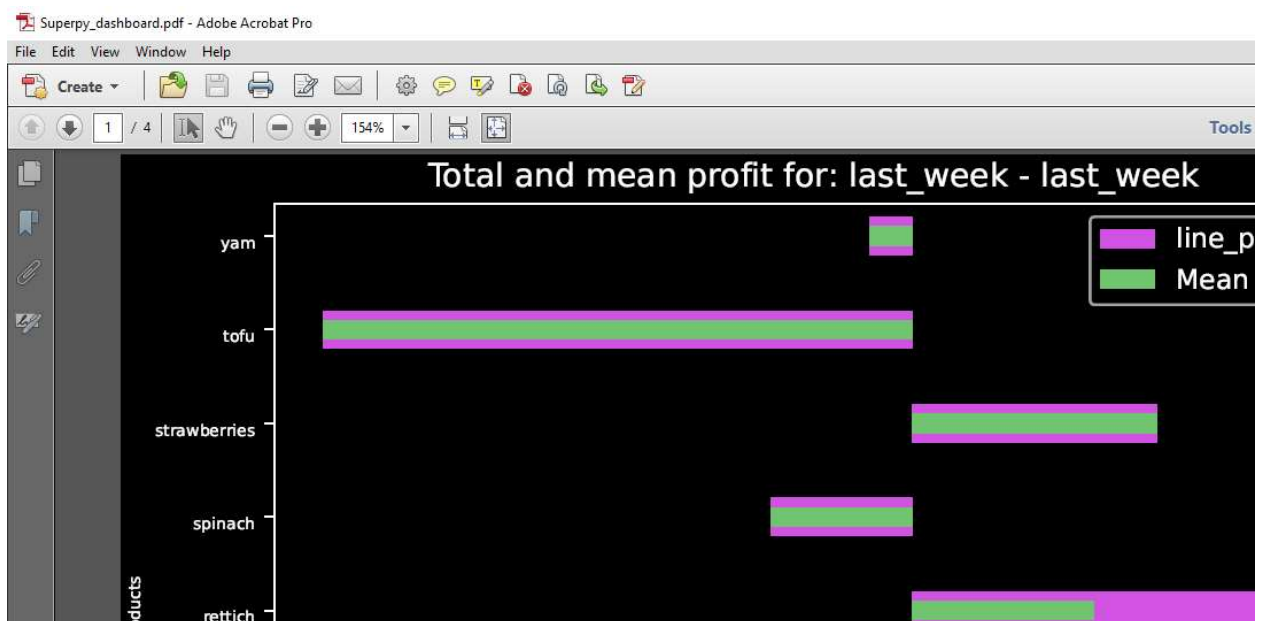 Superpy_dashboard.pdf - Adobe Acrobat Pro
File Edit View Window Help
Create
1 / 4 154% Tools
Total and mean profit for: last_week - last_week
yam
line_p
Mean
tofu
strawberries
spinach
ducts
rettich